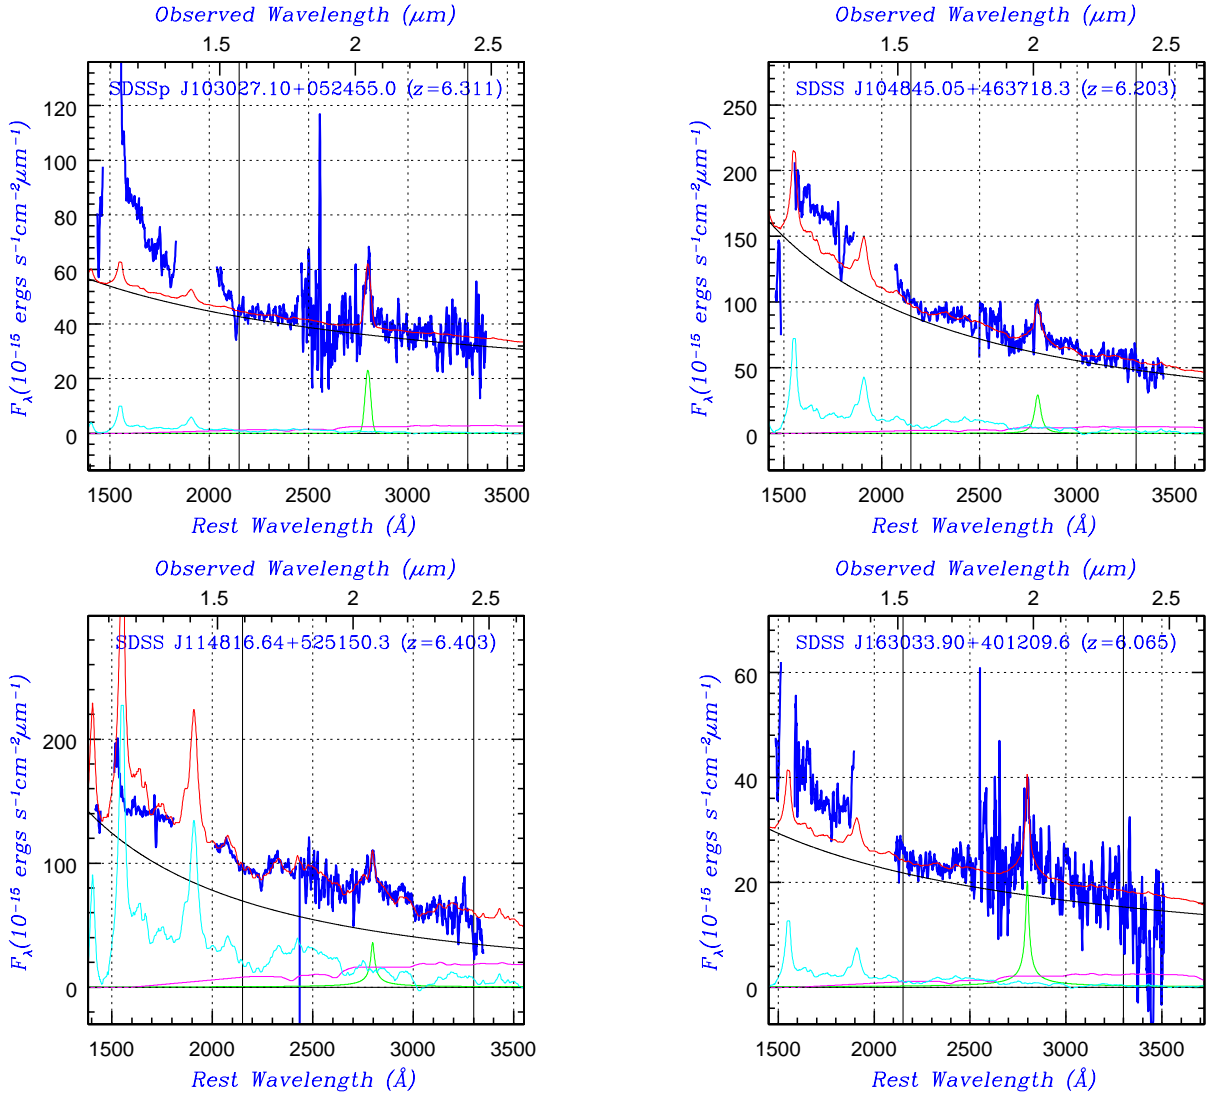 Observed Wavelength (μm)
1.5 2 2.5
SDSSp J103027.10+052455.0 (z=6.311)
F_λ(10⁻¹⁵ ergs s⁻¹cm⁻²μm⁻¹)
120
100
80
60
40
20
0
1500 2000 2500 3000 3500
Rest Wavelength (Å)
Observed Wavelength (μm)
1.5 2 2.5
SDSS J104845.05+463718.3 (z=6.203)
F_λ(10⁻¹⁵ ergs s⁻¹cm⁻²μm⁻¹)
250
200
150
100
50
0
1500 2000 2500 3000 3500
Rest Wavelength (Å)
Observed Wavelength (μm)
1.5 2 2.5
SDSS J114816.64+525150.3 (z=6.403)
F_λ(10⁻¹⁵ ergs s⁻¹cm⁻²μm⁻¹)
200
100
0
1500 2000 2500 3000 3500
Rest Wavelength (Å)
Observed Wavelength (μm)
1.5 2 2.5
SDSS J163033.90+401209.6 (z=6.065)
F_λ(10⁻¹⁵ ergs s⁻¹cm⁻²μm⁻¹)
60
40
20
0
1500 2000 2500 3000 3500
Rest Wavelength (Å)